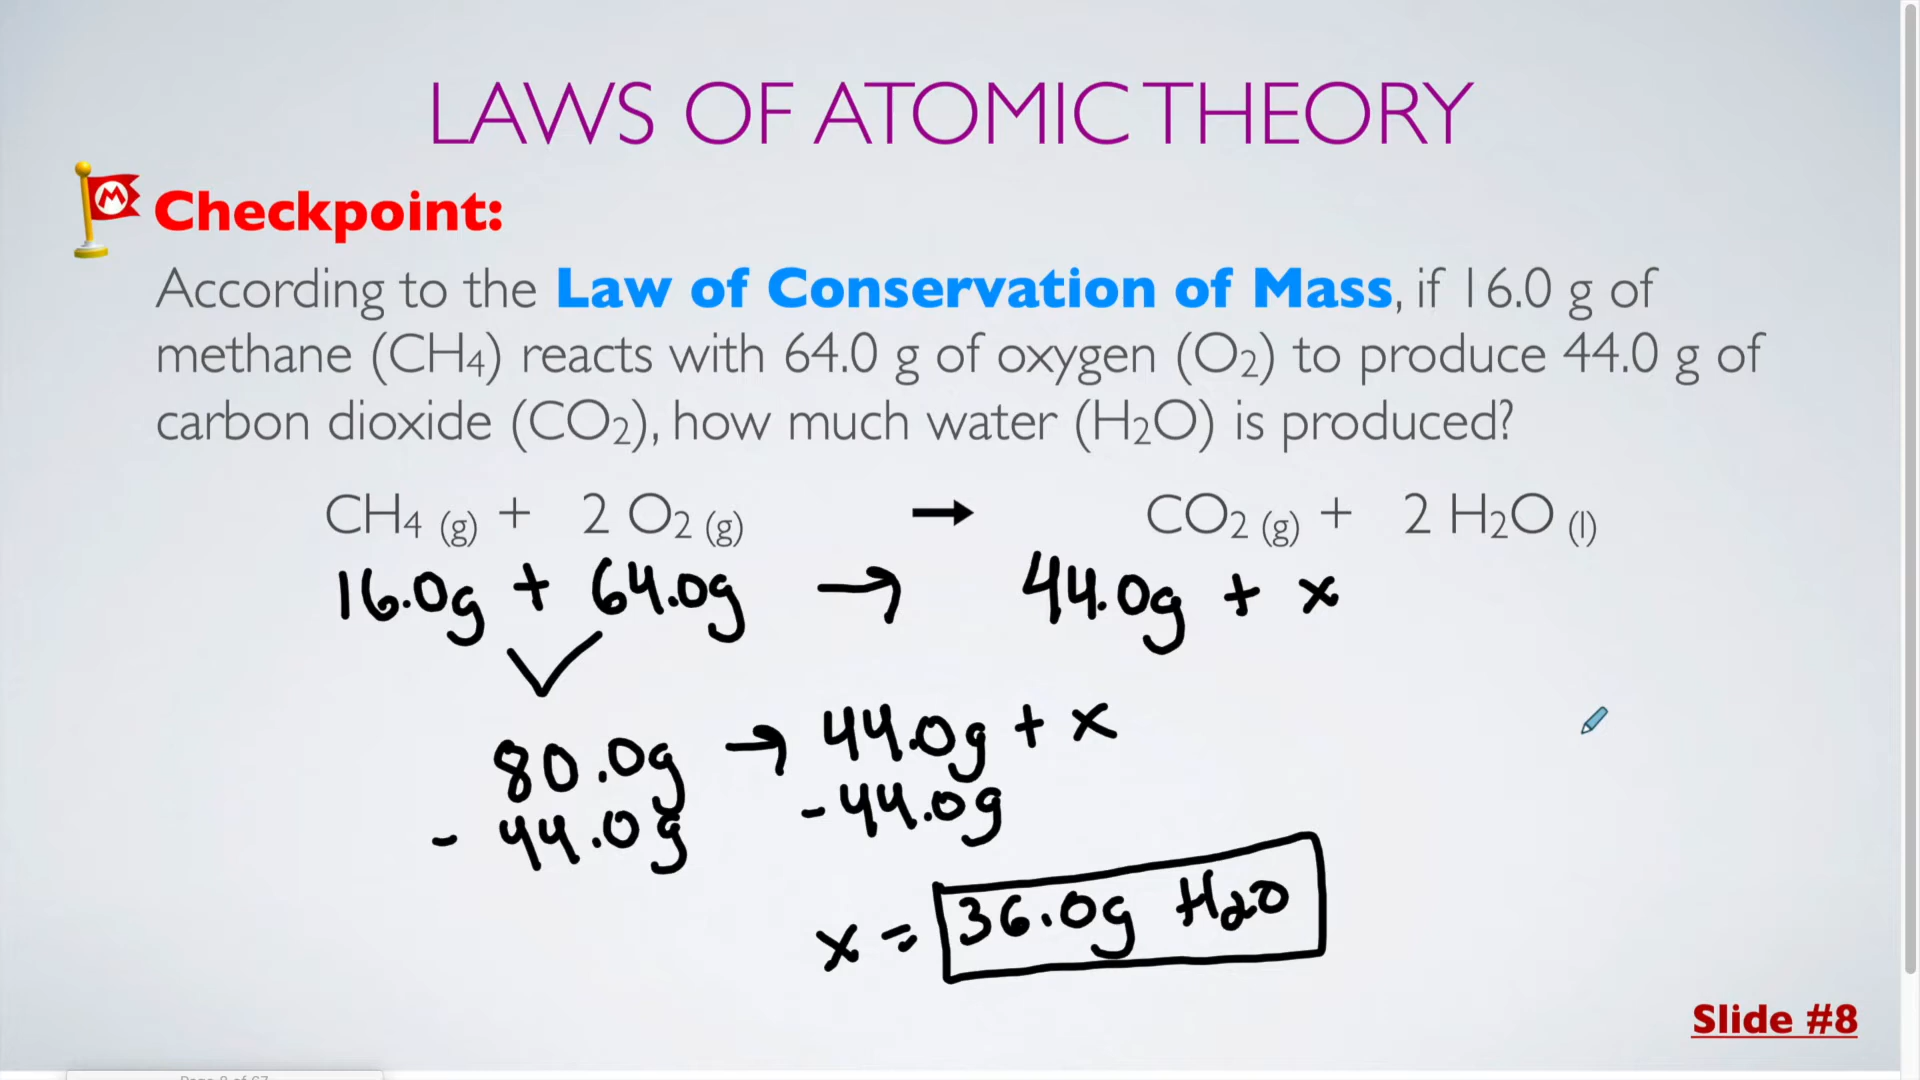 LAWS OF ATOMIC THEORY
M
Checkpoint:
According to the Law of Conservation of Mass, if 16.0 g of
methane (CH4) reacts with 64.0 g of oxygen (O2) to produce 44.0 g of
carbon dioxide (CO2), how much water (H2O) is produced?
CH4 (g) + 2 O2 (g) → CO2 (g) + 2 H2O (l)
16.0g + 64.0g → 44.0g + x
80.0g → 44.0g + x
- 44.0g - 44.0g
x = 36.0g H2O
Slide #8